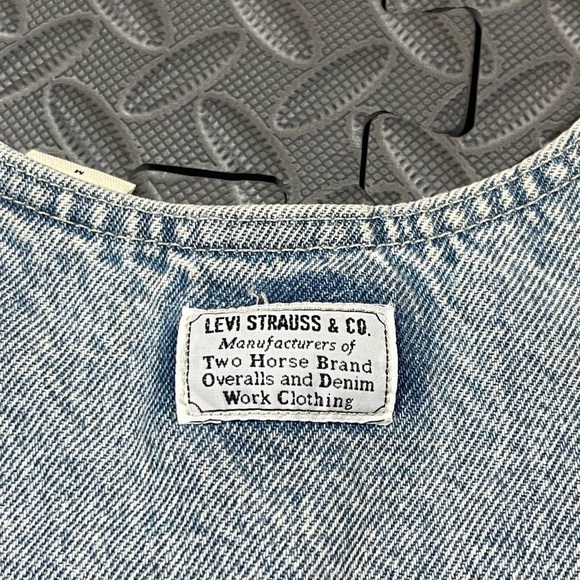 M
LEVI STRAUSS & CO.
Manufacturers of
Two Horse Brand
Overalls and Denim
Work Clothing